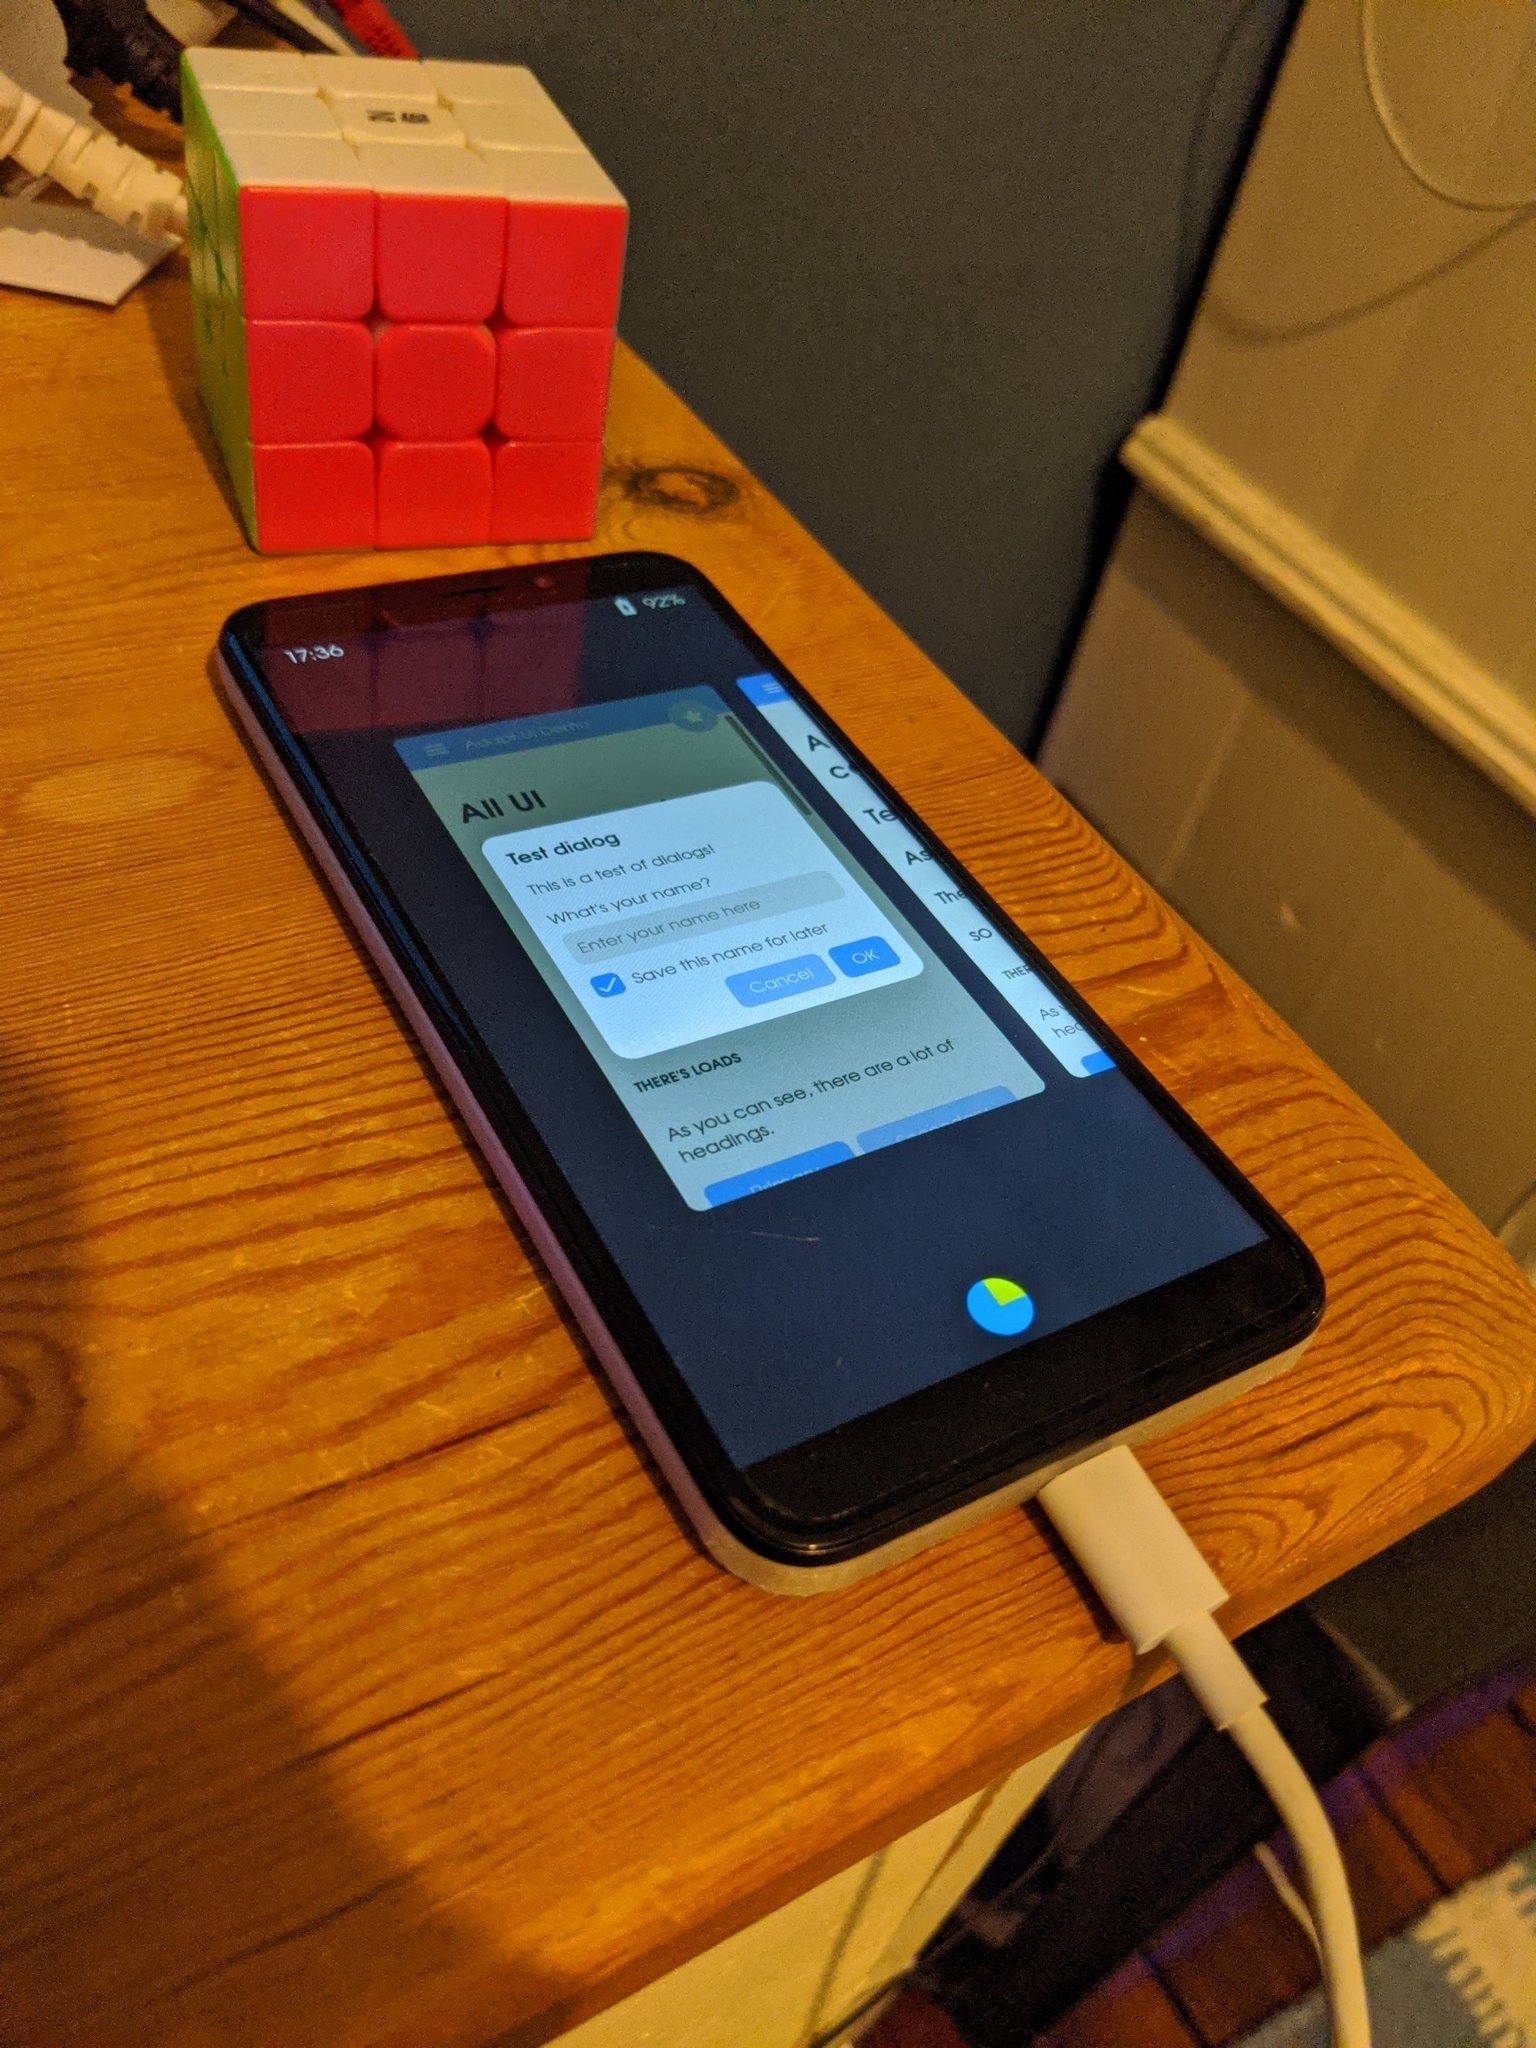 92%
17:36
Adapt UI Demo
All UI
Test dialog
This is a test of dialogs!
What's your name?
Enter your name here
Save this name for later
Cancel
OK
THERE'S LOADS
As you can see, there are a lot of
headings.
Primary
A
Te
As
The
SO
THER
As
hea